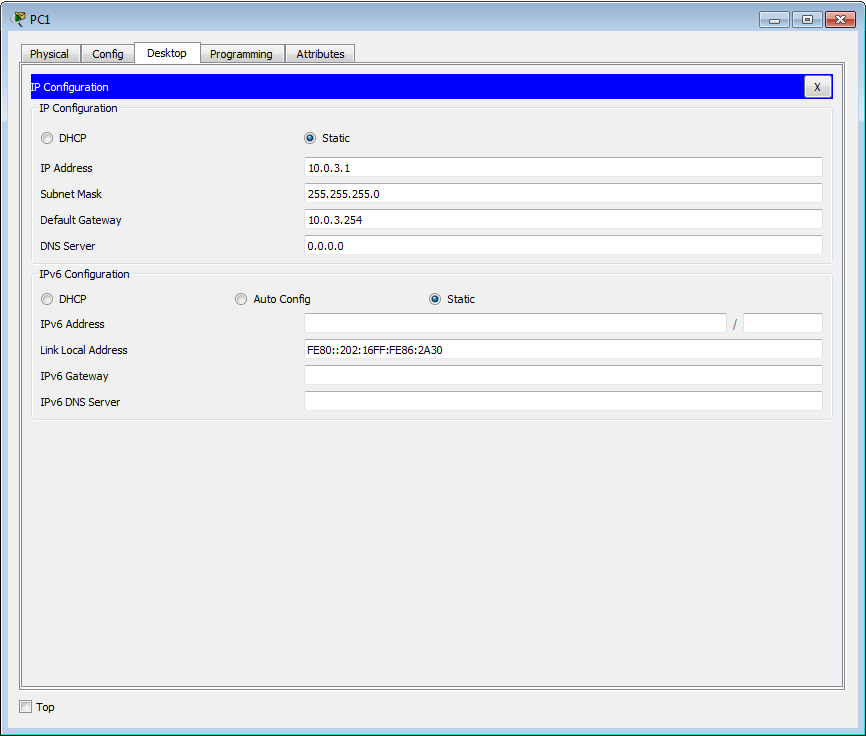 PC1
Physical Config Desktop Programming Attributes
IP Configuration X
IP Configuration
DHCP Static
IP Address 10.0.3.1
Subnet Mask 255.255.255.0
Default Gateway 10.0.3.254
DNS Server 0.0.0.0
IPv6 Configuration
DHCP Auto Config Static
IPv6 Address /
Link Local Address FE80::202:16FF:FE86:2A30
IPv6 Gateway
IPv6 DNS Server
Top